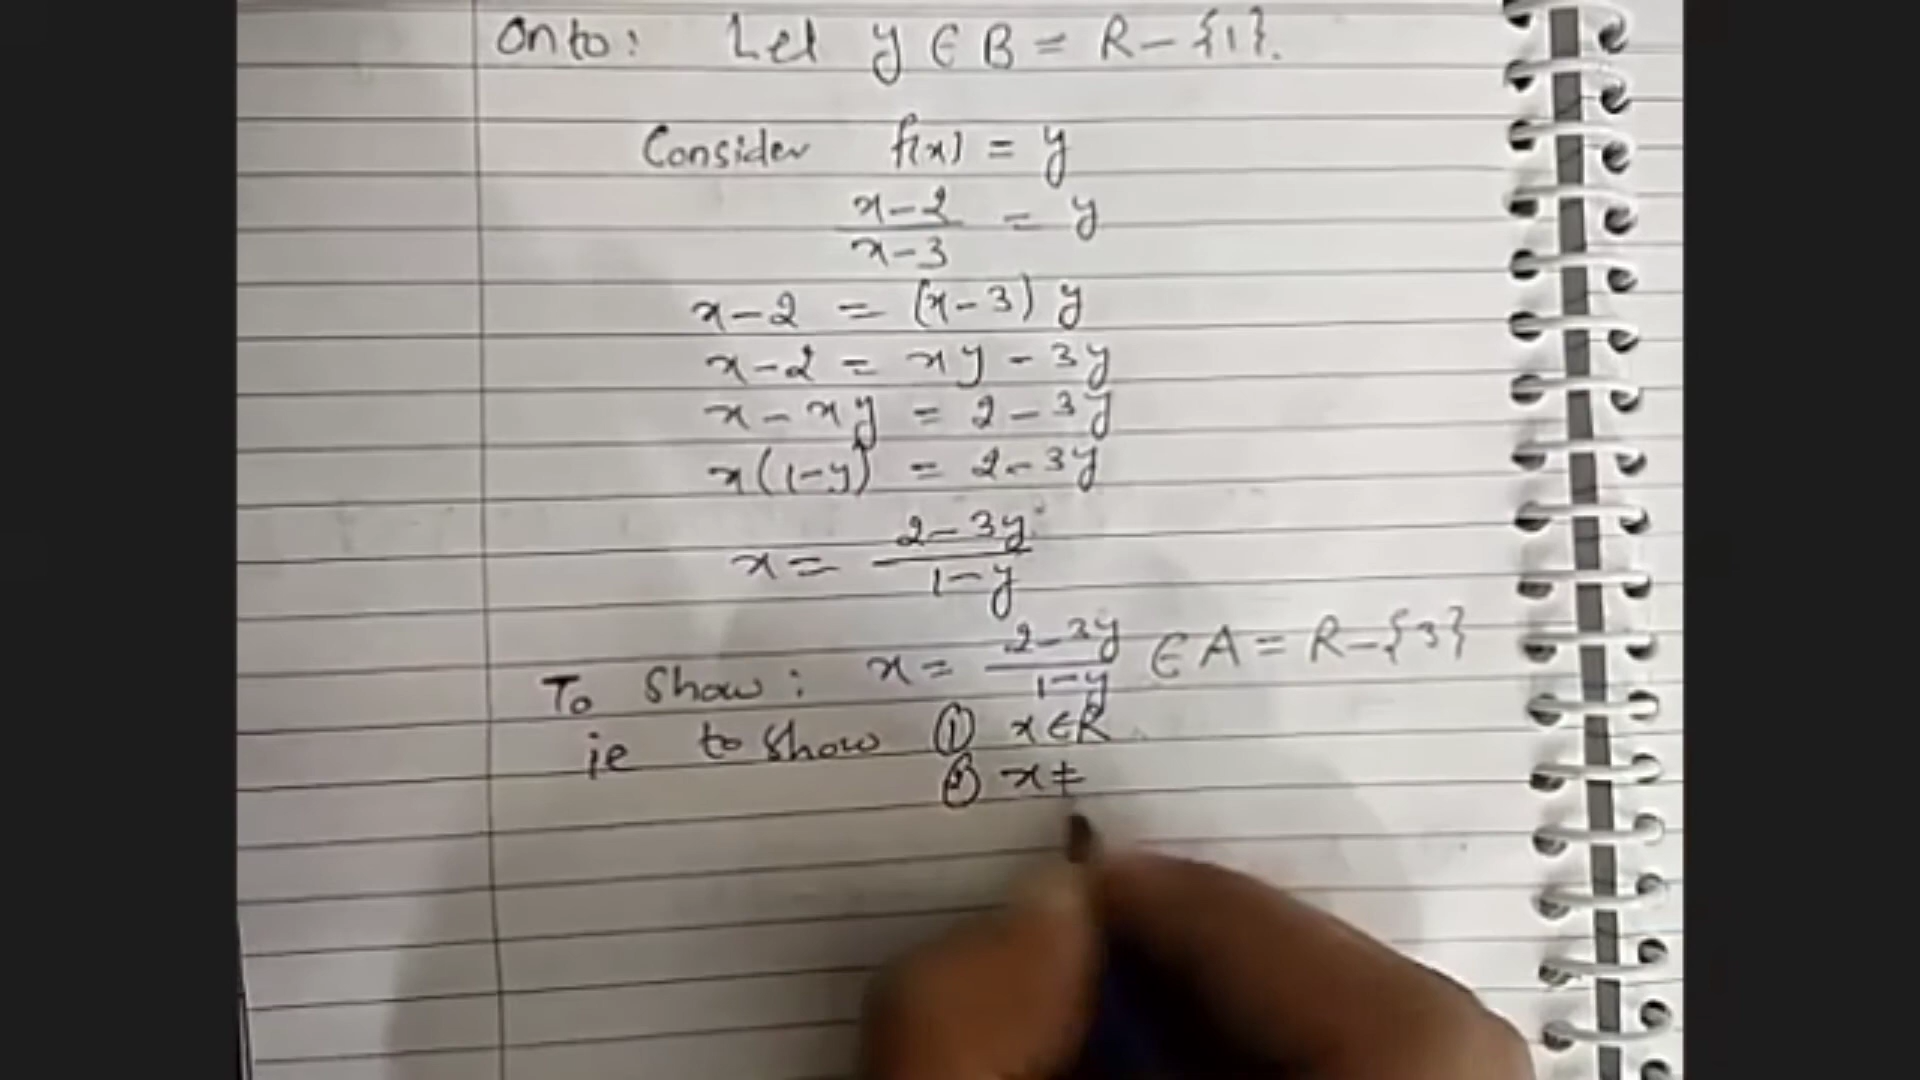 Onto: Let y ∈ B = R - {1}.
Consider f(x) = y
x-2 / x-3 = y
x-2 = (x-3) y
x-2 = xy - 3y
x - xy = 2 - 3y
x(1-y) = 2-3y
x = 2-3y / 1-y
To Show: x = 2-3y / 1-y ∈ A = R-{3}
ie to show ① x ∈ R
② x ≠